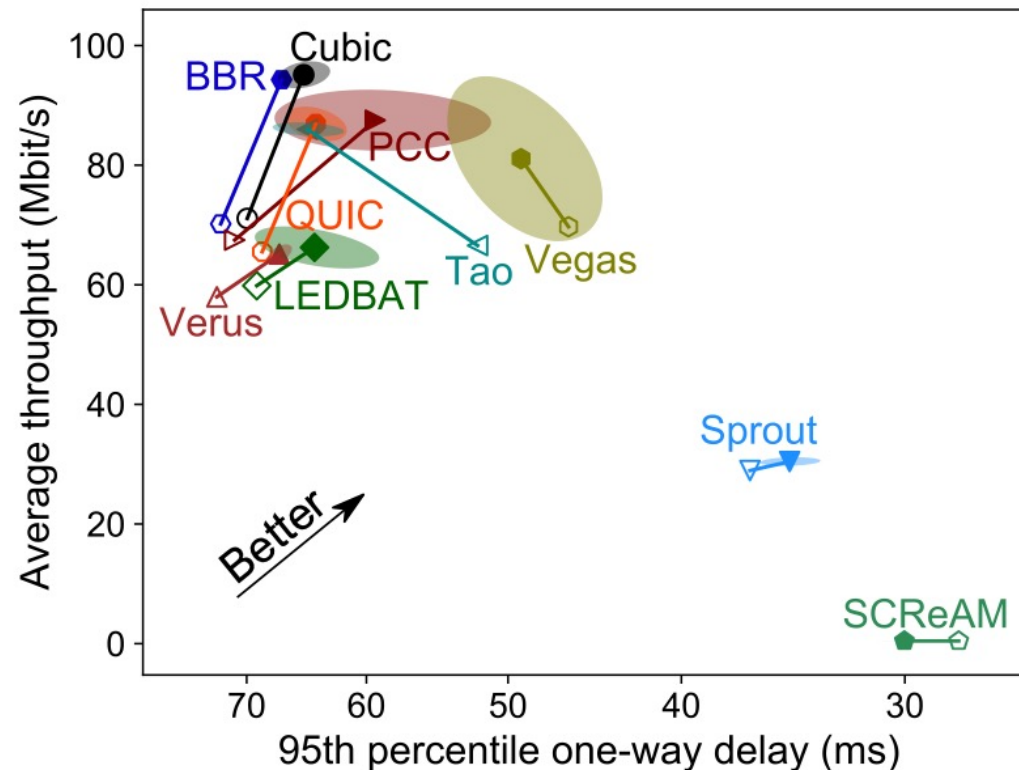 Average throughput (Mbit/s)
100
80
60
40
20
0
Cubic
BBR
PCC
QUIC
Tao
Vegas
LEDBAT
Verus
Sprout
Better
SCReAM
70
60
50
40
30
95th percentile one-way delay (ms)